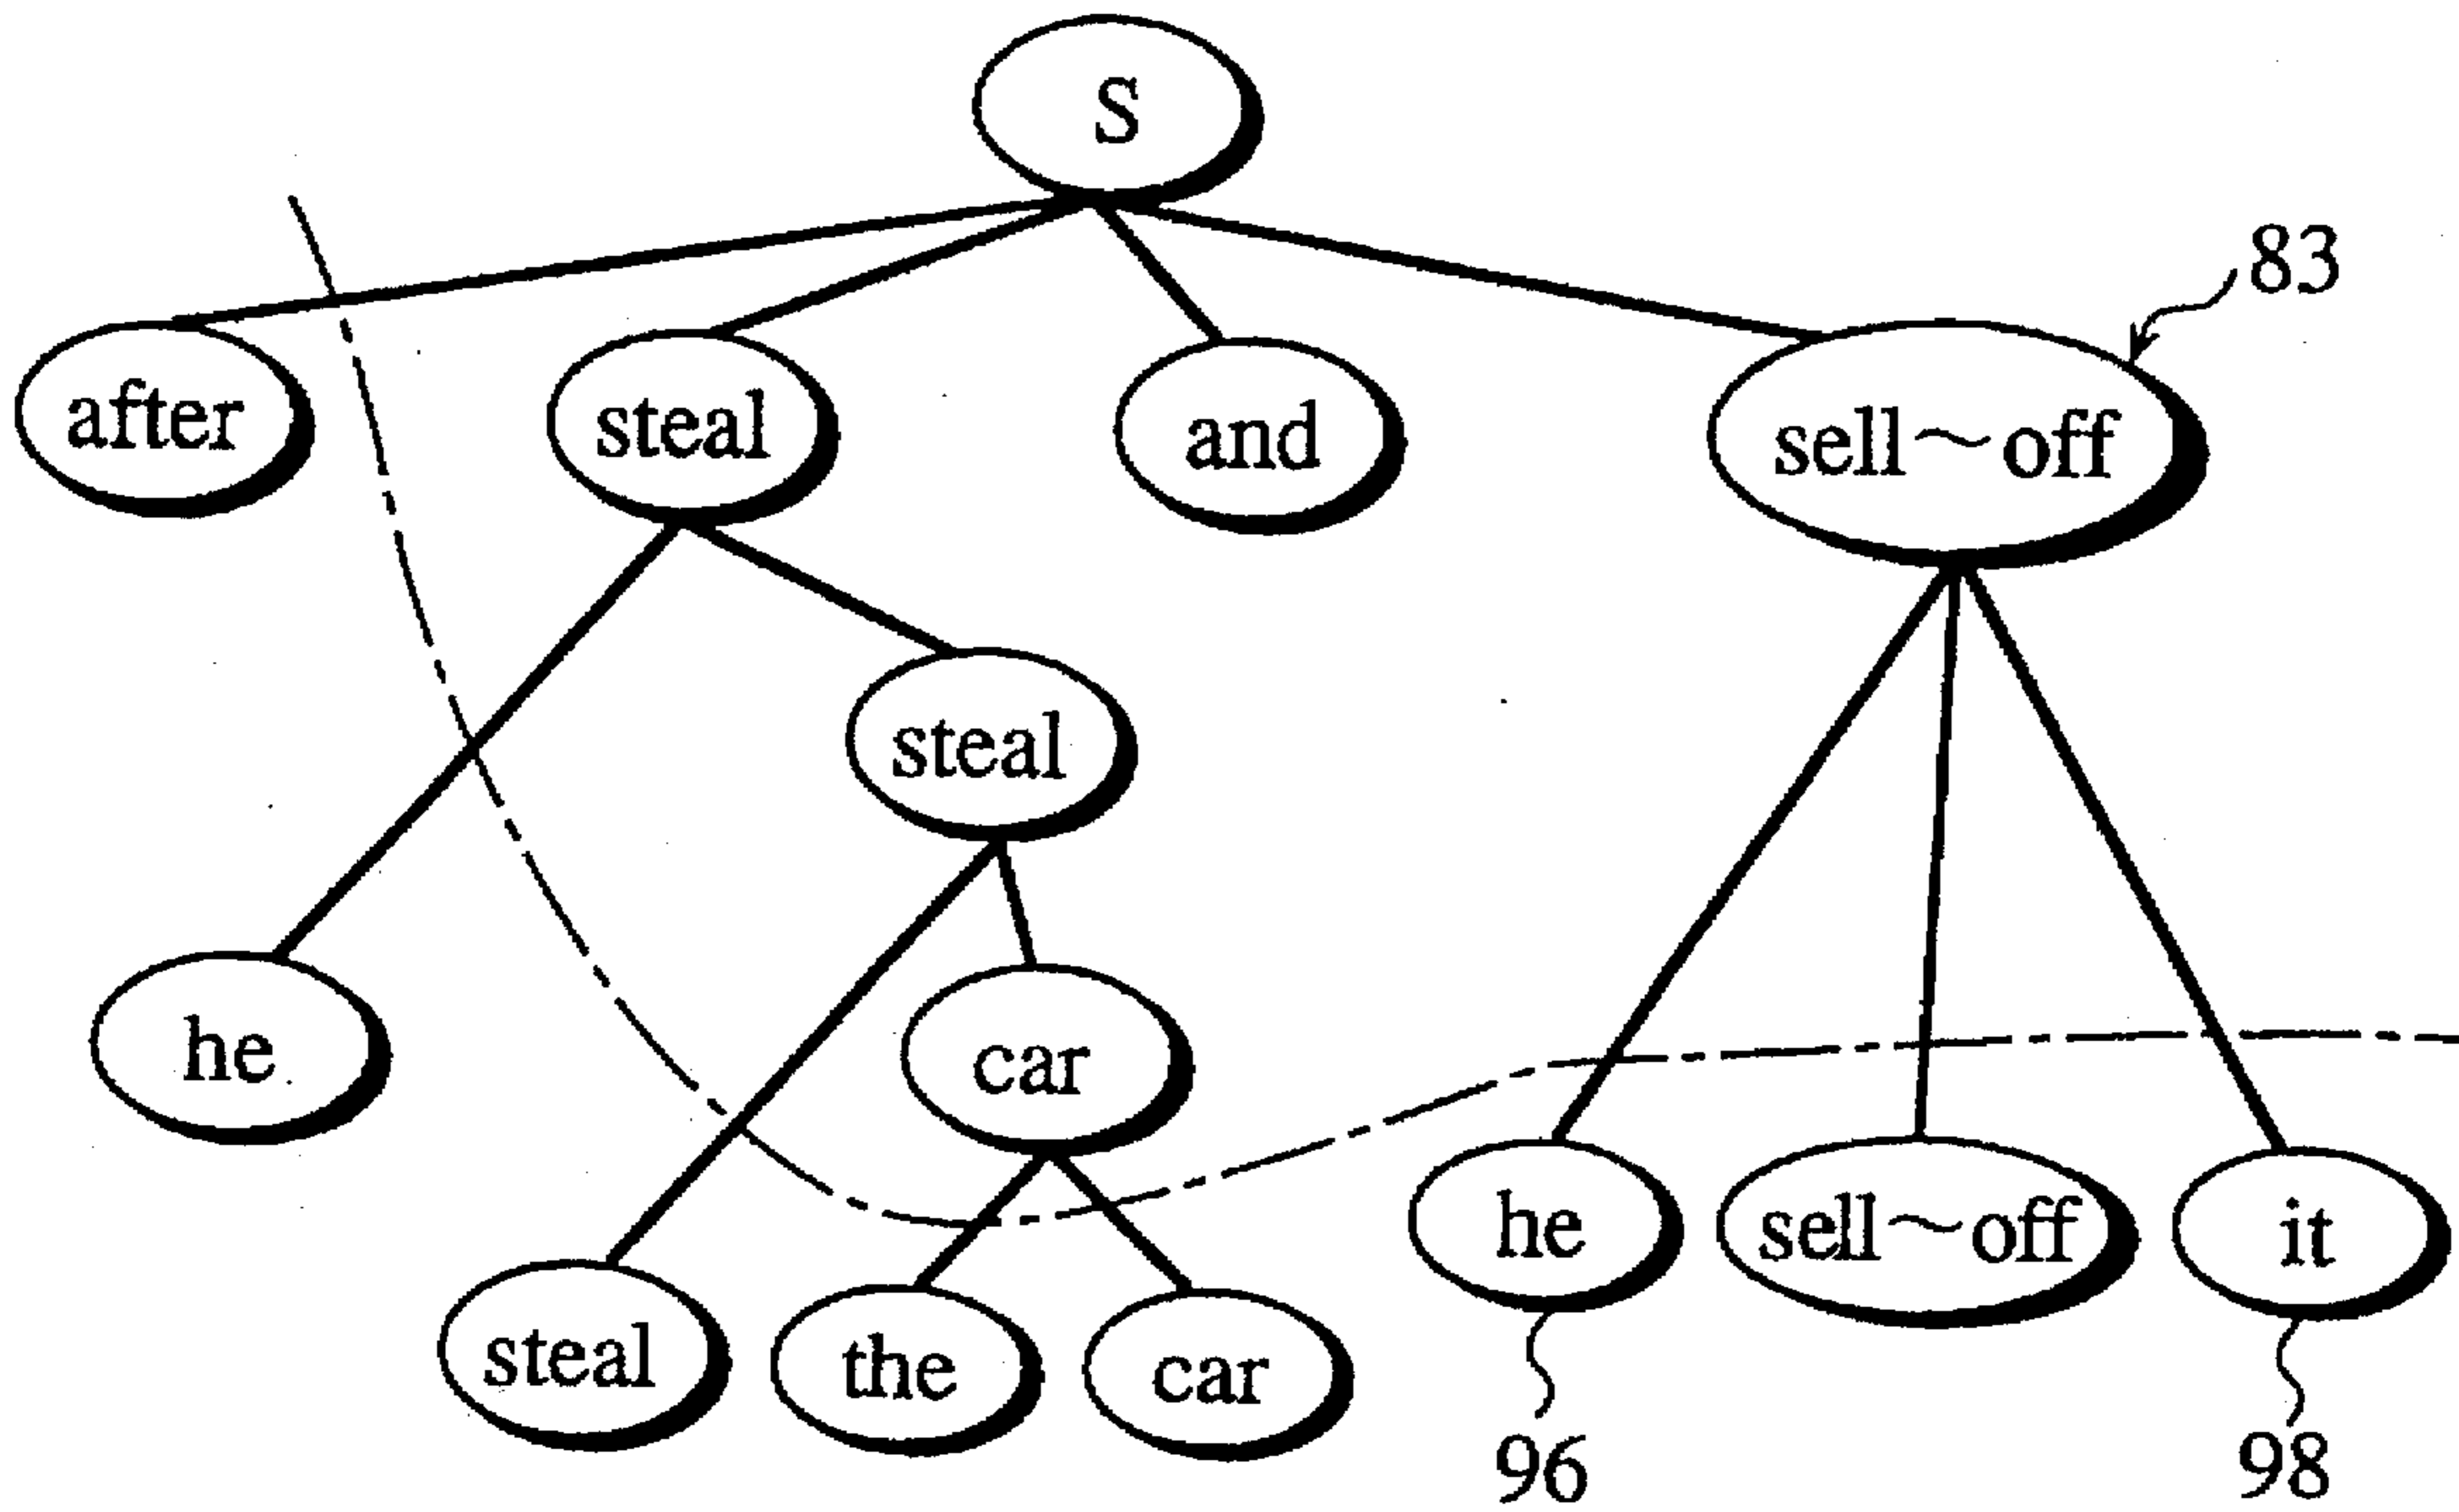 S
83
after steal and sell~off
steal
he car
he sell~off it
steal the car
96 98